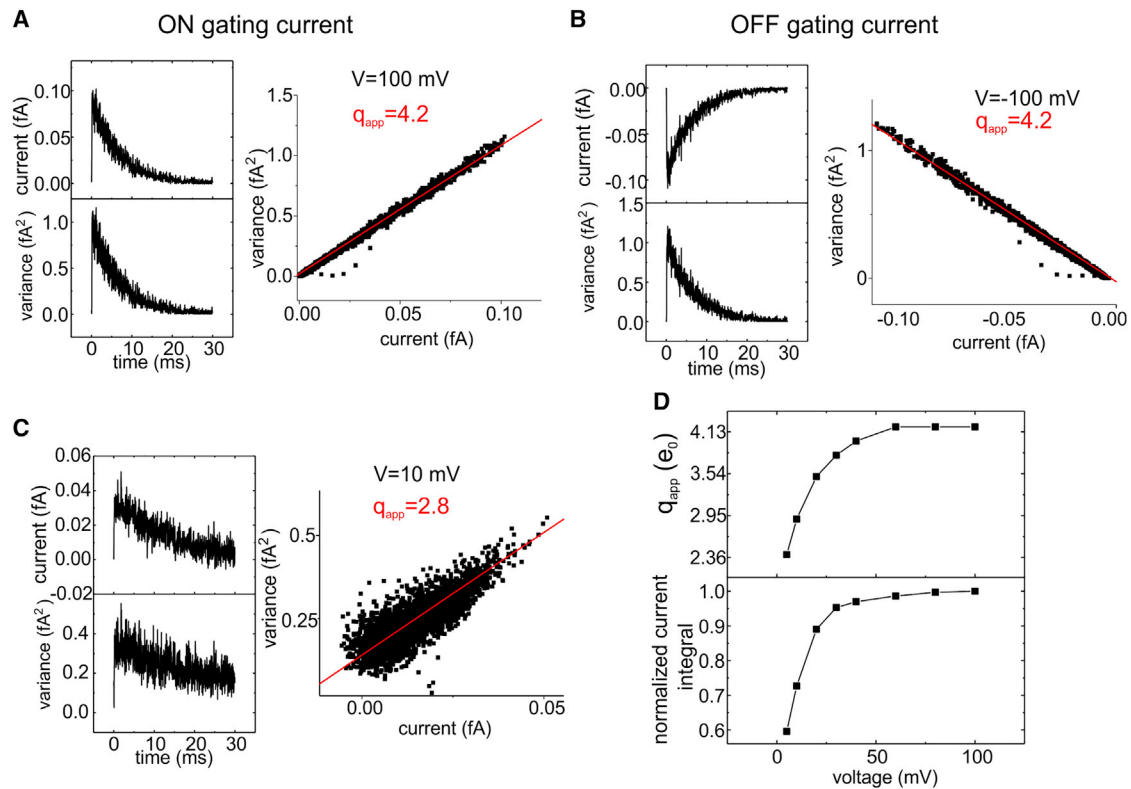 A
ON gating current
current (fA)
0.10
0.05
0.00
variance (fA²)
1.0
0.5
0.0
0 10 20 30
time (ms)
V=100 mV
qapp=4.2
variance (fA²)
1.5
1.0
0.5
0.0
0.00 0.05 0.10
current (fA)
B
OFF gating current
current (fA)
0.00
-0.05
-0.10
variance (fA²)
1.5
1.0
0.5
0.0
0 10 20 30
time (ms)
V=-100 mV
qapp=4.2
variance (fA²)
1
0
-0.10 -0.05 0.00
current (fA)
C
current (fA)
0.06
0.04
0.02
0.00
-0.02
variance (fA²)
0.4
0.2
0.0
0 10 20 30
time (ms)
V=10 mV
qapp=2.8
variance (fA²)
0.5
0.25
0.00 0.05
current (fA)
D
qapp (e0)
4.13
3.54
2.95
2.36
normalized current
integral
1.0
0.9
0.8
0.7
0.6
0 50 100
voltage (mV)